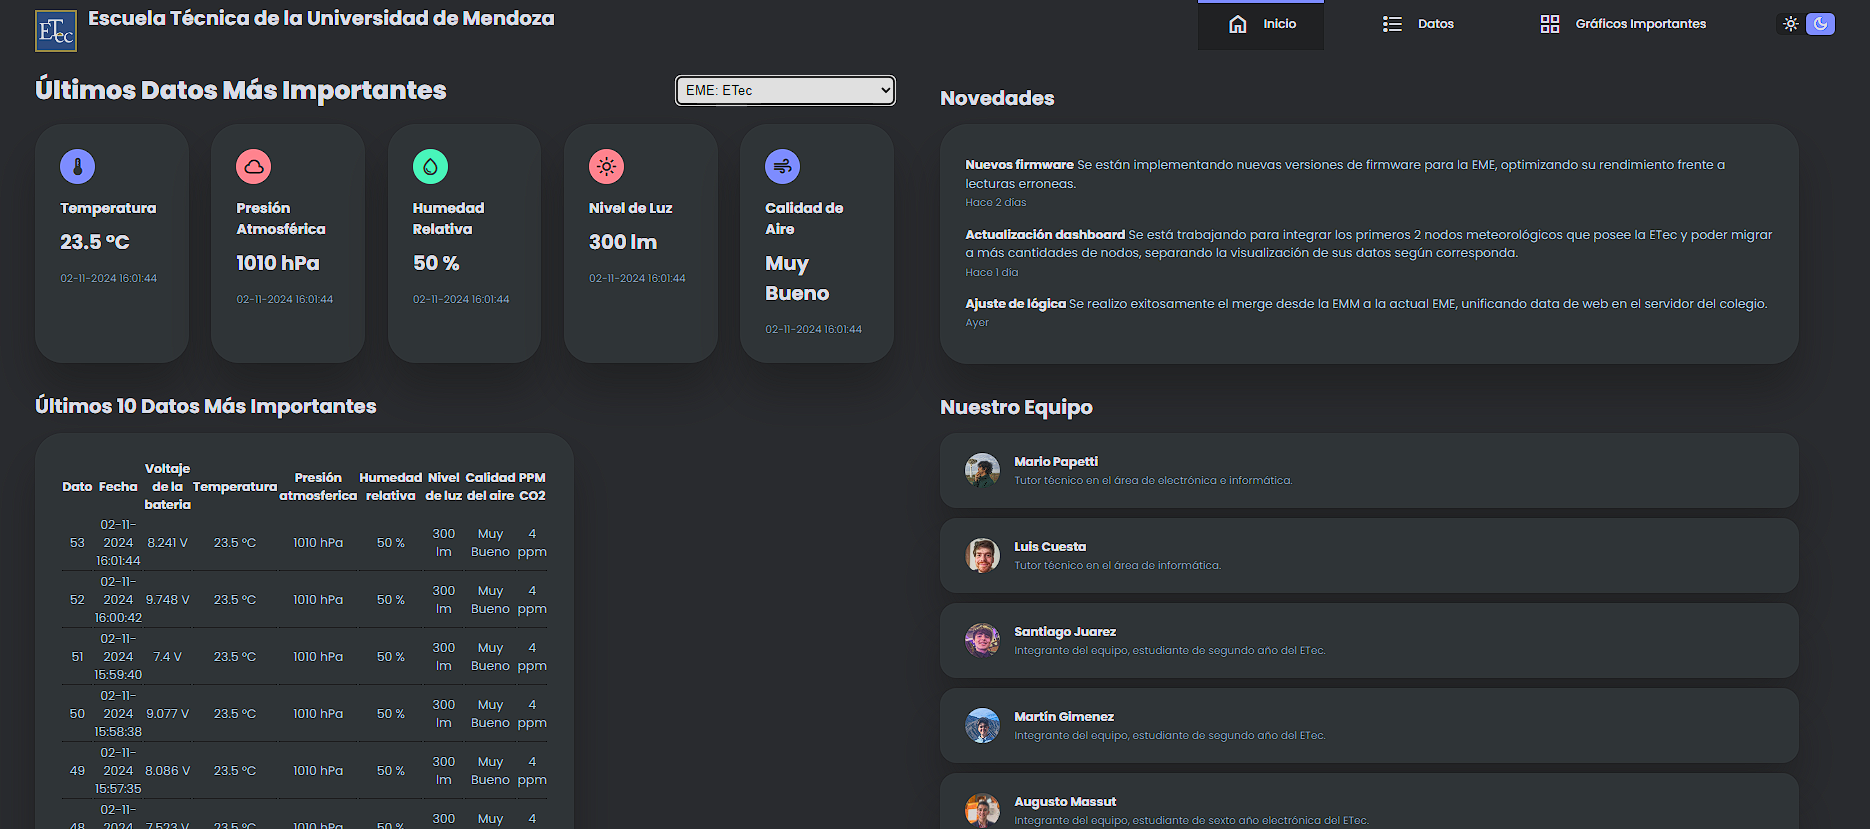 ETec
Escuela Técnica de la Universidad de Mendoza
Inicio
Datos
Gráficos Importantes
Últimos Datos Más Importantes
EME: ETec
Temperatura
23.5 ºC
02-11-2024 16:01:44
Presión
Atmosférica
1010 hPa
02-11-2024 16:01:44
Humedad
Relativa
50 %
02-11-2024 16:01:44
Nivel de Luz
300 lm
02-11-2024 16:01:44
Calidad de
Aire
Muy
Bueno
02-11-2024 16:01:44
Novedades
Nuevos firmware Se están implementando nuevas versiones de firmware para la EME, optimizando su rendimiento frente a
lecturas erroneas.
Hace 2 días
Actualización dashboard Se está trabajando para integrar los primeros 2 nodos meteorológicos que posee la ETec y poder migrar
a más cantidades de nodos, separando la visualización de sus datos según corresponda.
Hace 1 día
Ajuste de lógica Se realizo exitosamente el merge desde la EMM a la actual EME, unificando data de web en el servidor del colegio.
Ayer
Últimos 10 Datos Más Importantes
Dato Fecha Voltaje de la bateria Temperatura Presión atmosferica Humedad relativa Nivel de luz Calidad del aire PPM CO2
53 02-11-2024 16:01:44 8.241 V 23.5 ºC 1010 hPa 50 % 300 lm Muy Bueno 4 ppm
52 02-11-2024 16:00:42 9.748 V 23.5 ºC 1010 hPa 50 % 300 lm Muy Bueno 4 ppm
51 02-11-2024 15:59:40 7.4 V 23.5 ºC 1010 hPa 50 % 300 lm Muy Bueno 4 ppm
50 02-11-2024 15:58:38 9.077 V 23.5 ºC 1010 hPa 50 % 300 lm Muy Bueno 4 ppm
49 02-11-2024 15:57:35 8.086 V 23.5 ºC 1010 hPa 50 % 300 lm Muy Bueno 4 ppm
48 02-11-2024 7.523 V 23.5 ºC 1010 hPa 50 % 300 Muy 4
Nuestro Equipo
Mario Papetti
Tutor técnico en el área de electrónica e informática.
Luis Cuesta
Tutor técnico en el área de informática.
Santiago Juarez
Integrante del equipo, estudiante de segundo año del ETec.
Martín Gimenez
Integrante del equipo, estudiante de segundo año del ETec.
Augusto Massut
Integrante del equipo, estudiante de sexto año electrónica del ETec.